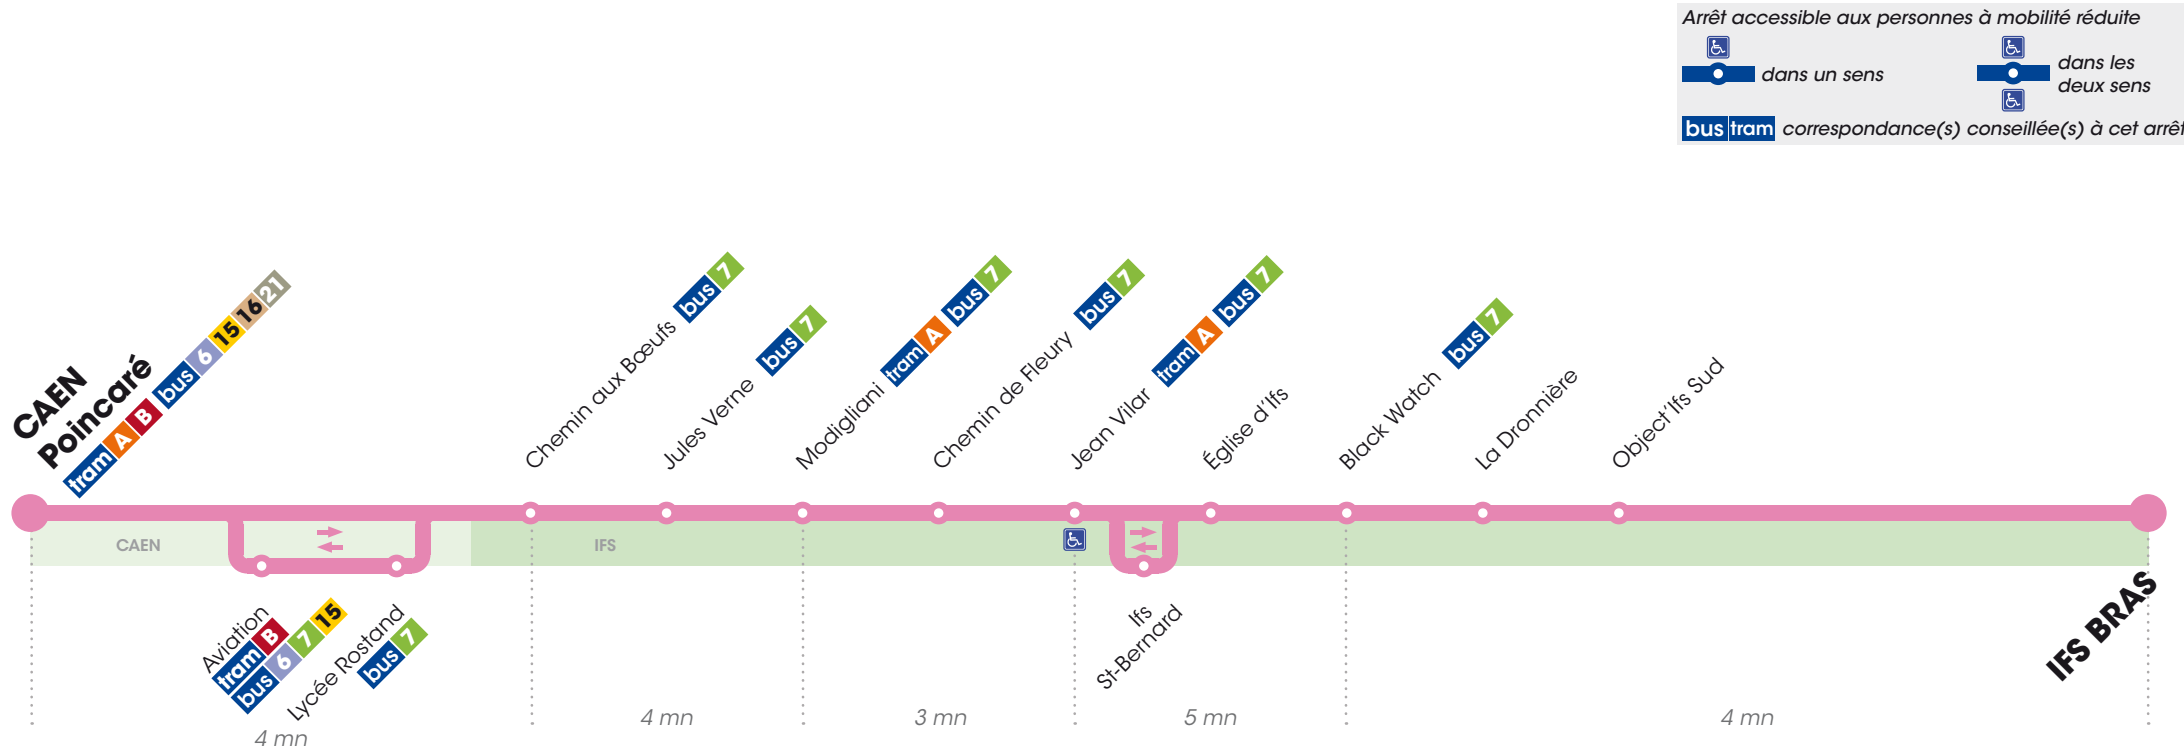 Arrêt accessible aux personnes à mobilité réduite
dans un sens
dans les
deux sens
bus tram correspondance(s) conseillée(s) à cet arrêt
CAEN
Poincaré
tram A B bus 6 15 16 21
Chemin aux Bœufs bus 7
Jules Verne bus 7
Modigliani tram A bus 7
Chemin de Fleury bus 7
Jean Vilar tram A bus 7
Église d'Ifs
Black Watch bus 7
La Dronnière
Object'Ifs Sud
CAEN
IFS
Aviation
tram B
bus 6 7 15
Lycée Rostand
bus 7
Ifs
St-Bernard
IFS BRAS
4 mn
4 mn
3 mn
5 mn
4 mn